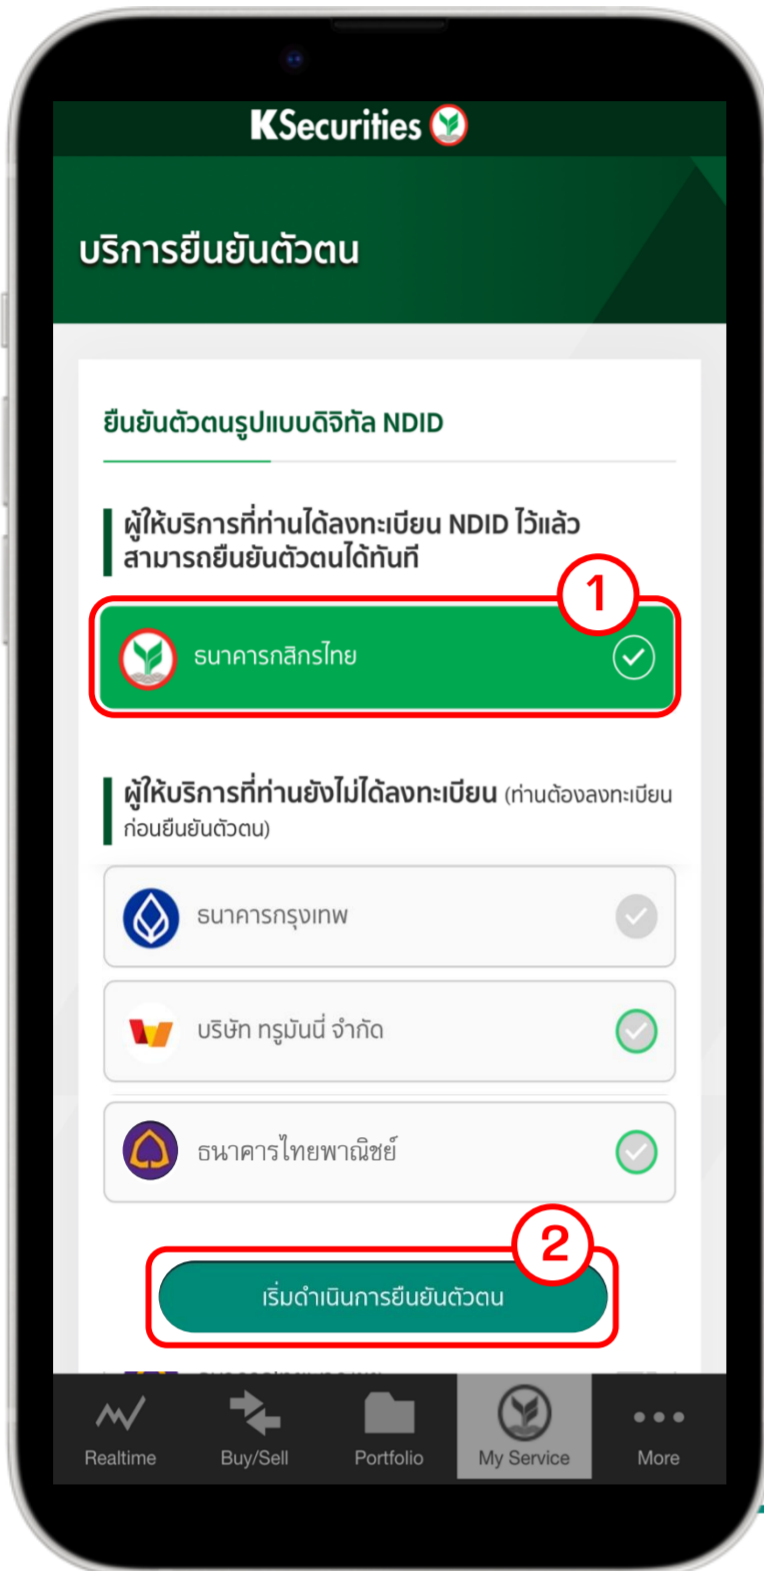 KSecurities
บริการยืนยันตัวตน
ยืนยันตัวตนรูปแบบดิจิทัล NDID
ผู้ให้บริการที่ท่านได้ลงทะเบียน NDID ไว้แล้ว
สามารถยืนยันตัวตนได้ทันที
1
ธนาคารกสิกรไทย
ผู้ให้บริการที่ท่านยังไม่ได้ลงทะเบียน (ท่านต้องลงทะเบียน
ก่อนยืนยันตัวตน)
ธนาคารกรุงเทพ
บริษัท ทรูมันนี่ จำกัด
ธนาคารไทยพาณิชย์
2
เริ่มดำเนินการยืนยันตัวตน
Realtime Buy/Sell Portfolio My Service More